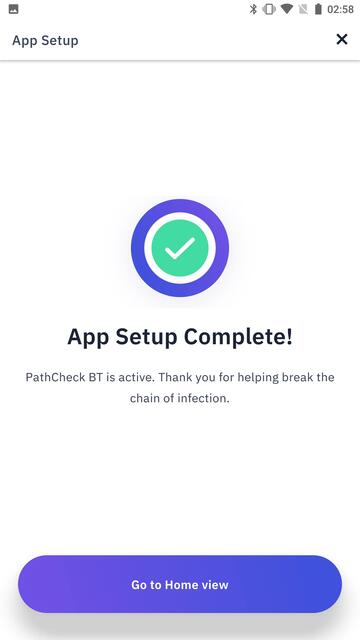 02:58
App Setup
App Setup Complete!
PathCheck BT is active. Thank you for helping break the
chain of infection.
Go to Home view